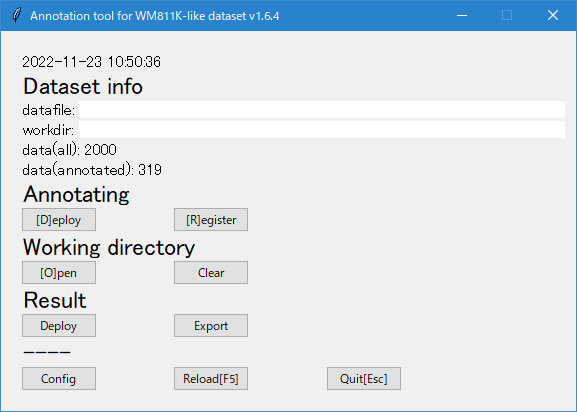 Annotation tool for WM811K-like dataset v1.6.4
2022-11-23 10:50:36
Dataset info
datafile:
workdir:
data(all): 2000
data(annotated): 319
Annotating
[D]eploy [R]egister
Working directory
[O]pen Clear
Result
Deploy Export
----
Config Reload[F5] Quit[Esc]